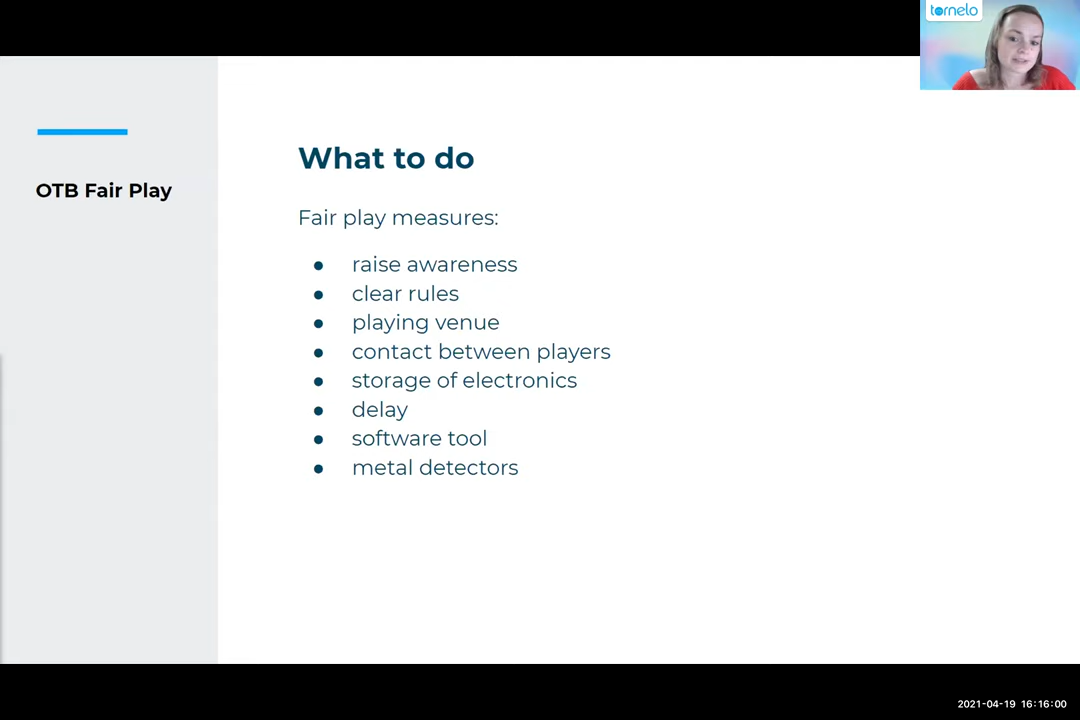 tornelo
OTB Fair Play
What to do
Fair play measures:
● raise awareness
● clear rules
● playing venue
● contact between players
● storage of electronics
● delay
● software tool
● metal detectors
2021-04-19 16:16:00